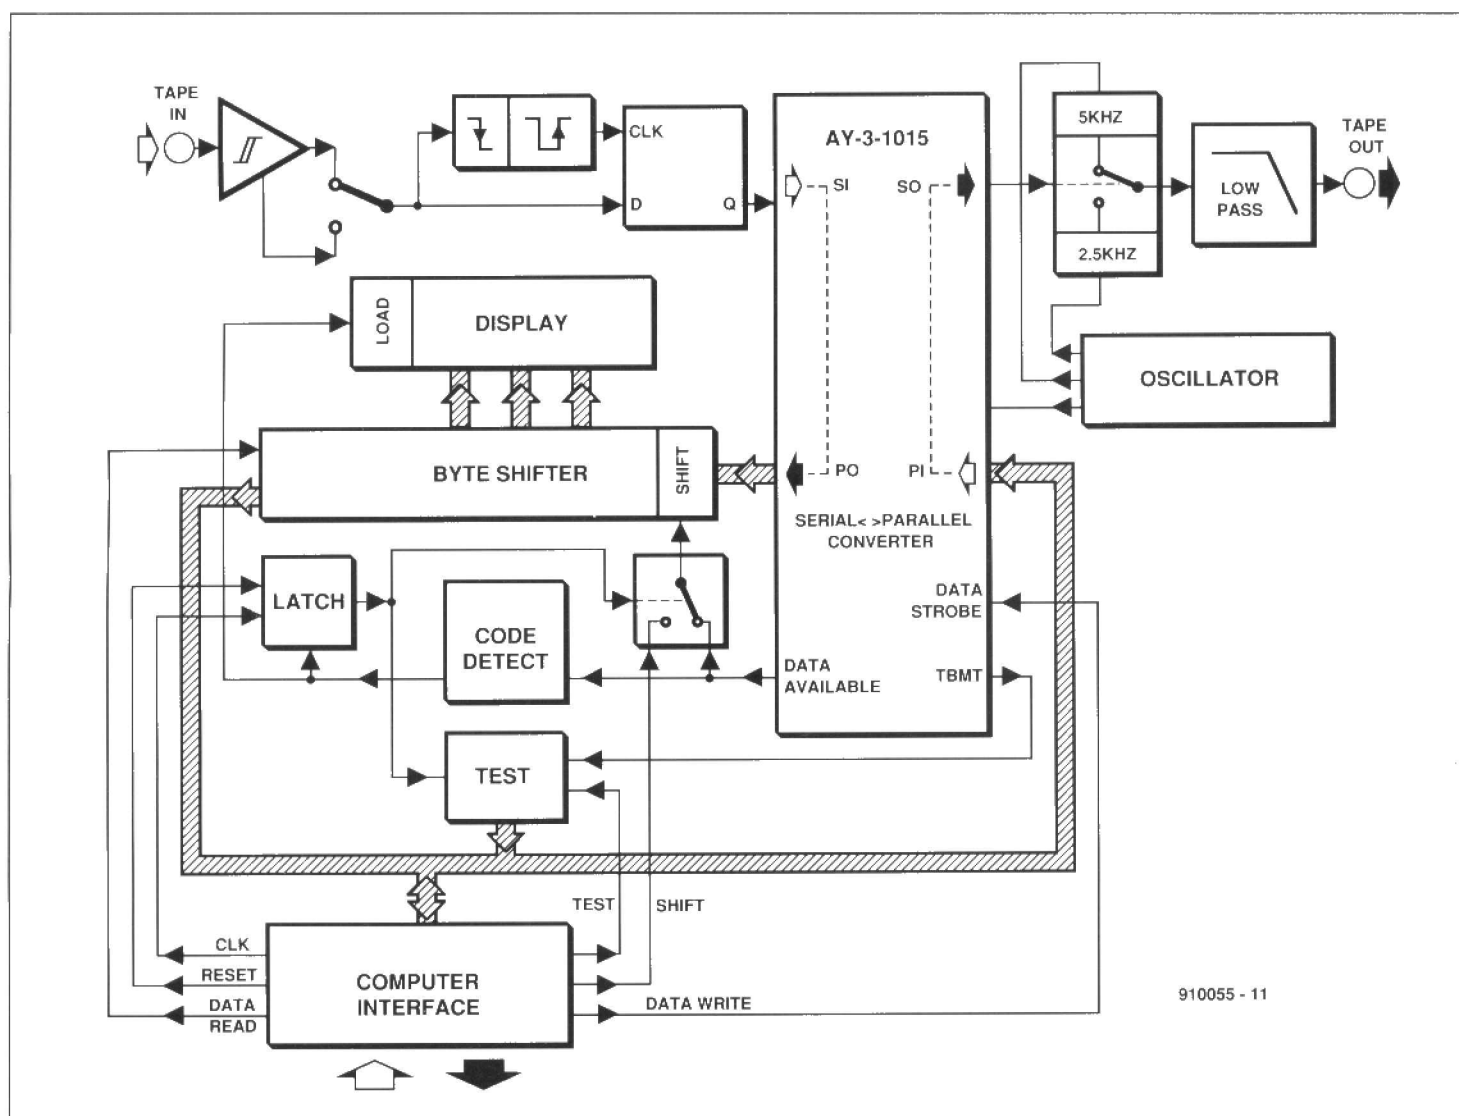 TAPE
IN
CLK
D
Q
AY-3-1015
SI
SO
5KHZ
2.5KHZ
LOW
PASS
TAPE
OUT
LOAD
DISPLAY
OSCILLATOR
BYTE SHIFTER
SHIFT
PO
PI
SERIAL< >PARALLEL
CONVERTER
LATCH
CODE
DETECT
DATA
STROBE
DATA
AVAILABLE
TBMT
TEST
TEST
SHIFT
CLK
RESET
DATA
READ
COMPUTER
INTERFACE
DATA WRITE
910055 - 11